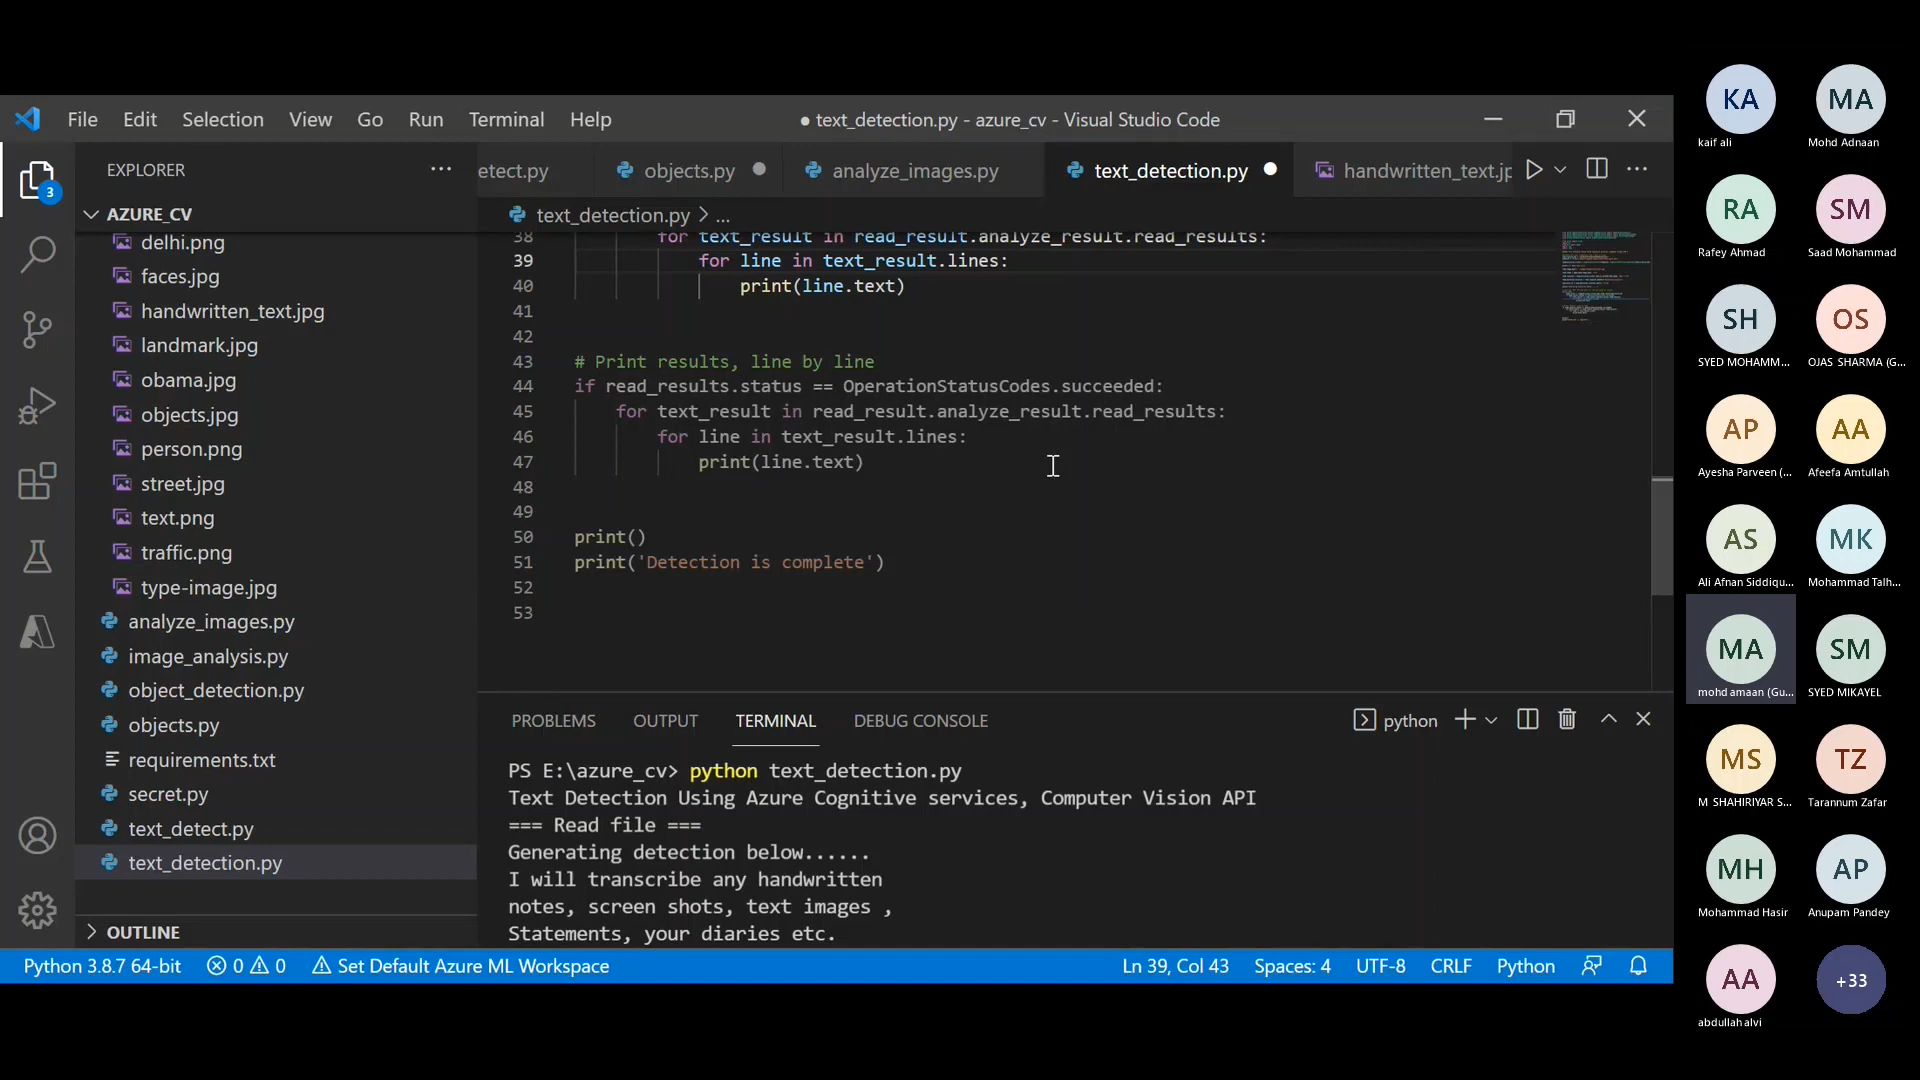 File Edit Selection View Go Run Terminal Help
● text_detection.py - azure_cv - Visual Studio Code
EXPLORER
etect.py
objects.py
analyze_images.py
text_detection.py
handwritten_text.jp
3
AZURE_CV
text_detection.py > ...
delhi.png
faces.jpg
handwritten_text.jpg
landmark.jpg
obama.jpg
objects.jpg
person.png
street.jpg
text.png
traffic.png
type-image.jpg
analyze_images.py
image_analysis.py
object_detection.py
objects.py
requirements.txt
secret.py
text_detect.py
text_detection.py
OUTLINE
38 for text_result in read_result.analyze_result.read_results:
39 for line in text_result.lines:
40 print(line.text)
41
42
43 # Print results, line by line
44 if read_results.status == OperationStatusCodes.succeeded:
45 for text_result in read_result.analyze_result.read_results:
46 for line in text_result.lines:
47 print(line.text)
48
49
50 print()
51 print('Detection is complete')
52
53
PROBLEMS OUTPUT TERMINAL DEBUG CONSOLE
python
PS E:\azure_cv> python text_detection.py
Text Detection Using Azure Cognitive services, Computer Vision API
=== Read file ===
Generating detection below......
I will transcribe any handwritten
notes, screen shots, text images ,
Statements, your diaries etc.
Python 3.8.7 64-bit 0 0 Set Default Azure ML Workspace
Ln 39, Col 43 Spaces: 4 UTF-8 CRLF Python
KA MA
kaif ali Mohd Adnaan
RA SM
Rafey Ahmad Saad Mohammad
SH OS
SYED MOHAMM... OJAS SHARMA (G...
AP AA
Ayesha Parveen (... Afeefa Amtullah
AS MK
Ali Afnan Siddiqu... Mohammad Talh...
MA SM
mohd amaan (Gu... SYED MIKAYEL
MS TZ
M SHAHIRIYAR S... Tarannum Zafar
MH AP
Mohammad Hasir Anupam Pandey
AA +33
abdullah alvi